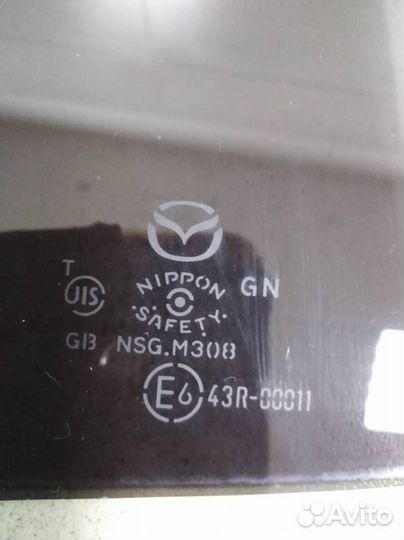 T
JIS
NIPPON
SAFETY
GN
GB NSG.M308
E6 43R-00011
Avito